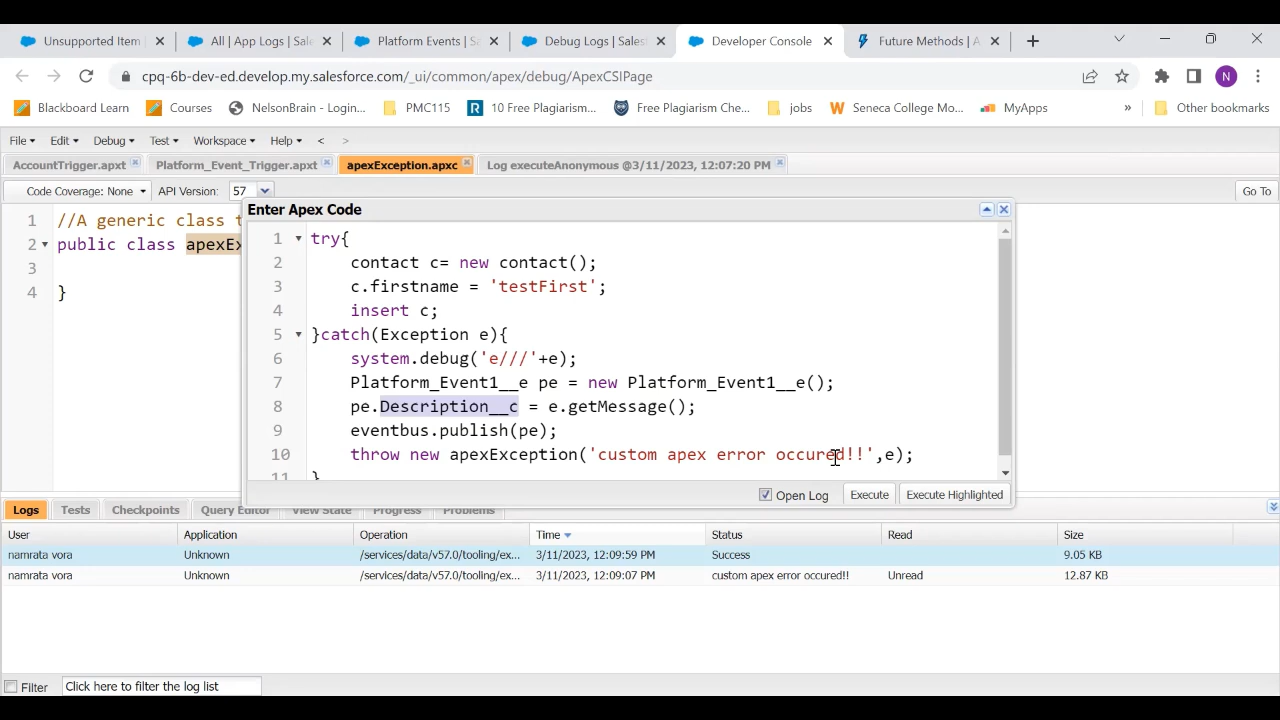 Unsupported Item
All | App Logs | Sale
Platform Events | Sa
Debug Logs | Sales
Developer Console
Future Methods | A
cpq-6b-dev-ed.develop.my.salesforce.com/_ui/common/apex/debug/ApexCSIPage
N
Blackboard Learn
Courses
NelsonBrain - Login...
PMC115
R 10 Free Plagiarism...
Free Plagiarism Che...
jobs
W Seneca College Mo...
MyApps
»
Other bookmarks
File Edit Debug Test Workspace Help < >
AccountTrigger.apxt
Platform_Event_Trigger.apxt
apexException.apxc
Log executeAnonymous @3/11/2023, 12:07:20 PM
Code Coverage: None API Version: 57 Go To
1 //A generic class t
2 public class apexEx
3
4 }
Enter Apex Code
1 try{
2 contact c= new contact();
3 c.firstname = 'testFirst';
4 insert c;
5 }catch(Exception e){
6 system.debug('e///'+e);
7 Platform_Event1__e pe = new Platform_Event1__e();
8 pe.Description__c = e.getMessage();
9 eventbus.publish(pe);
10 throw new apexException('custom apex error occured!!',e);
11 }
Open Log Execute Execute Highlighted
Logs Tests Checkpoints Query Editor View State Progress Problems
User Application Operation Time Status Read Size
namrata vora Unknown /services/data/v57.0/tooling/ex... 3/11/2023, 12:09:59 PM Success 9.05 KB
namrata vora Unknown /services/data/v57.0/tooling/ex... 3/11/2023, 12:09:07 PM custom apex error occured!! Unread 12.87 KB
Filter Click here to filter the log list